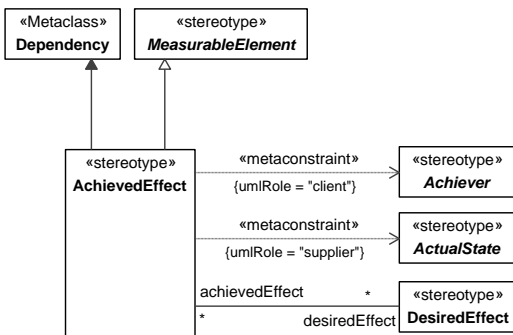 «Metaclass»
Dependency
«stereotype»
MeasurableElement
«stereotype»
AchievedEffect
«metaconstraint»
{umlRole = "client"}
«stereotype»
Achiever
«metaconstraint»
{umlRole = "supplier"}
«stereotype»
ActualState
achievedEffect
*
*
desiredEffect
«stereotype»
DesiredEffect